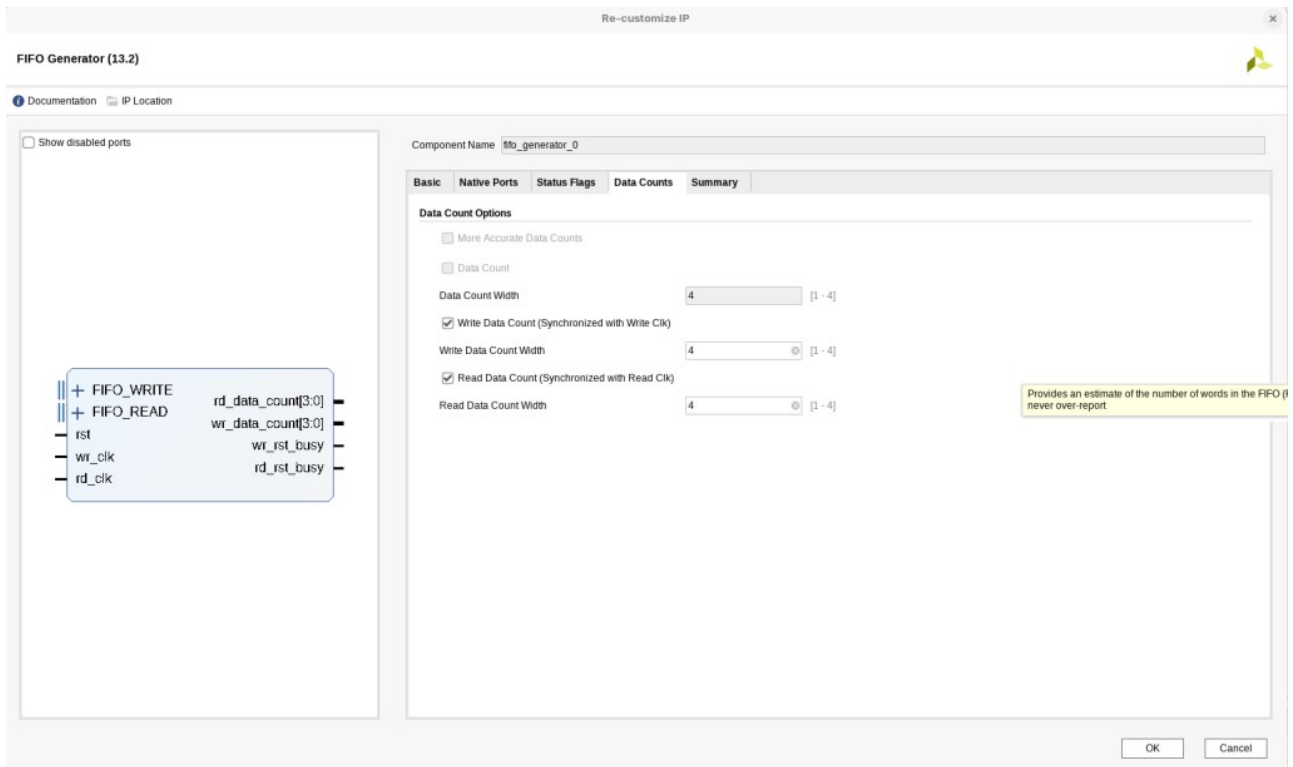 Re-customize IP
FIFO Generator (13.2)
Documentation IP Location
Show disabled ports
FIFO_WRITE
FIFO_READ
rst
wr_clk
rd_clk
rd_data_count[3:0]
wr_data_count[3:0]
wr_rst_busy
rd_rst_busy
Component Name fifo_generator_0
Basic Native Ports Status Flags Data Counts Summary
Data Count Options
More Accurate Data Counts
Data Count
Data Count Width 4 [1 - 4]
Write Data Count (Synchronized with Write Clk)
Write Data Count Width 4 [1 - 4]
Read Data Count (Synchronized with Read Clk)
Read Data Count Width 4 [1 - 4]
Provides an estimate of the number of words in the FIFO (
never over-report
OK Cancel